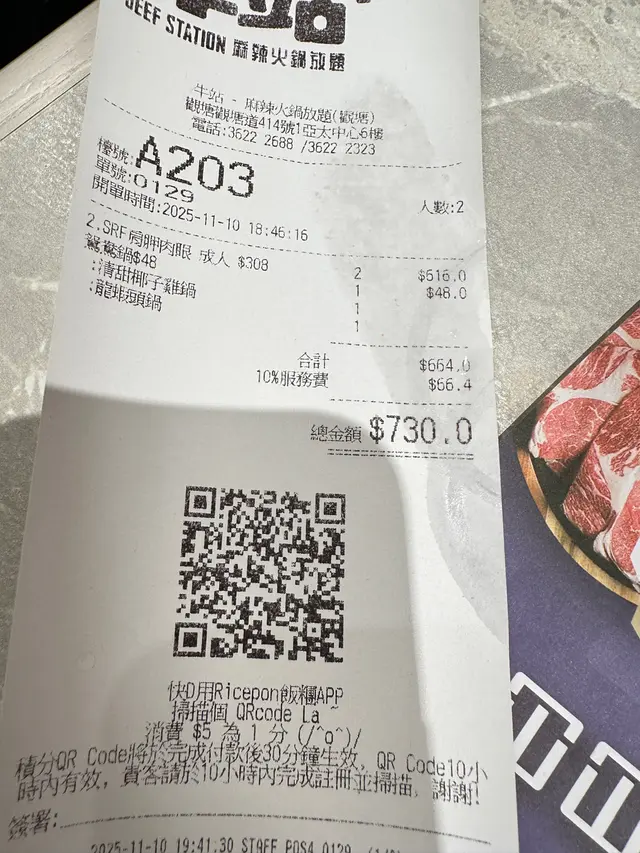 站
BEEF STATION 麻辣火鍋放題
牛站 - 麻辣火鍋放題(觀塘)
觀塘觀塘道414號1亞太中心6樓
電話:3622 2688 /3622 2323
檯號:A203
單號:0129
人數:2
開單時間:2025-11-10 18:46:16
2.SRF肩胛肉眼 成人 $308 2 $616.0
鴛鴦鍋$48 1 $48.0
:清甜椰子雞鍋 1
:龍蝦頭鍋 1
合計 $664.0
10%服務費 $66.4
總金額 $730.0
快D用Ricepon飯糰APP
掃描個 QRcode La ~
消費 $5 為 1 分 (/^o^)/
積分QR Code將於完成付款後30分鐘生效, QR Code10小
時內有效, 貴客請於10小時內完成註冊並掃描, 謝謝!
簽署:
2025-11-10 19:41:30 STAFF POS4 0129